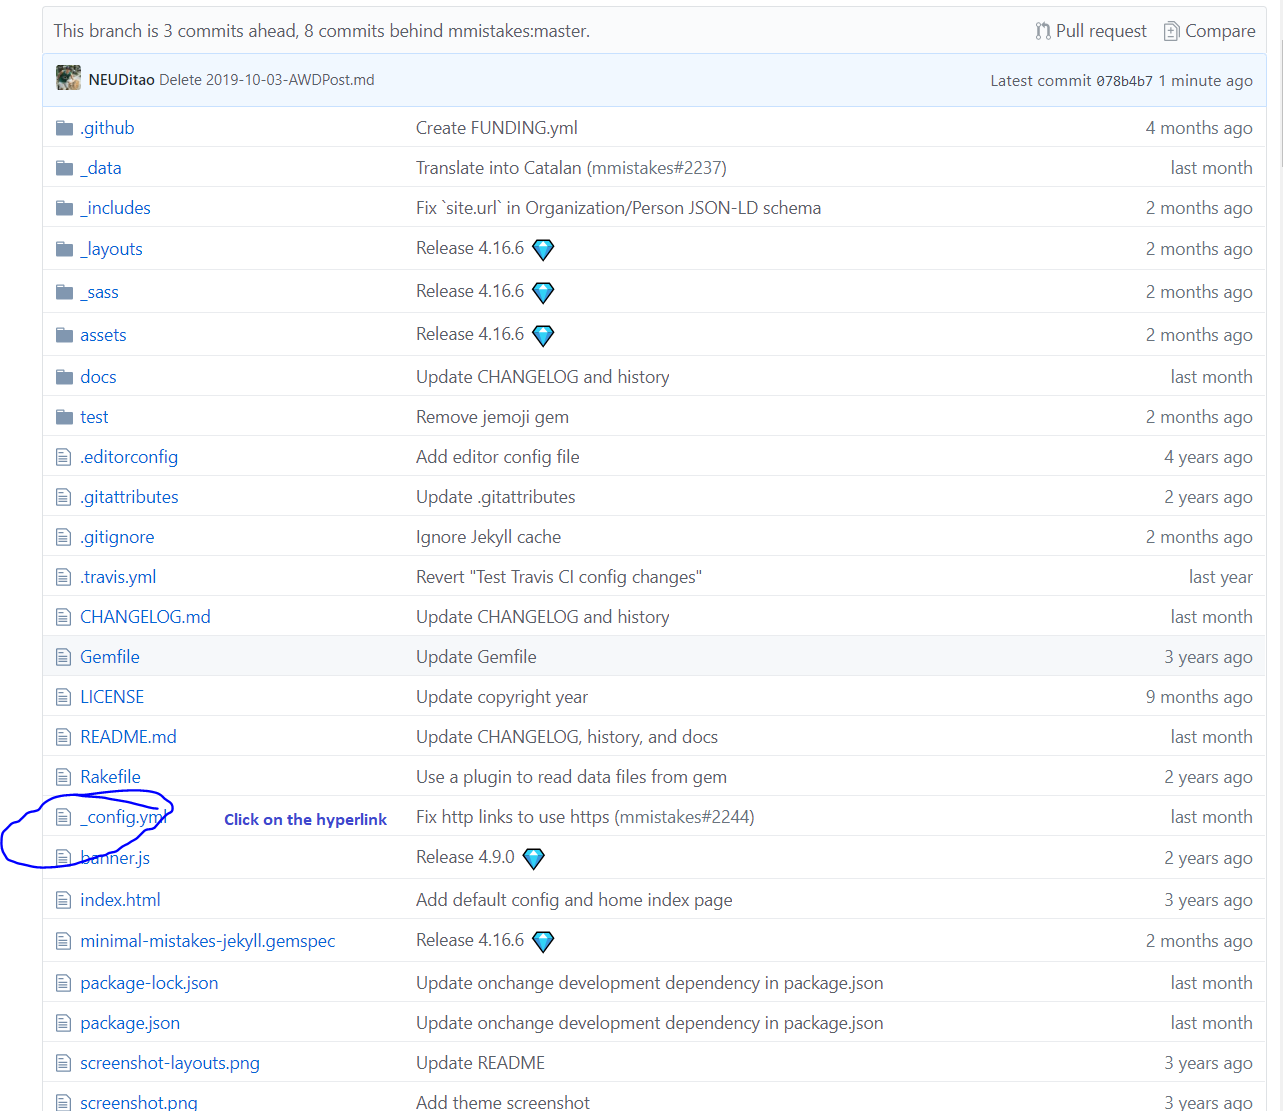 This branch is 3 commits ahead, 8 commits behind mmistakes:master. Pull request Compare
NEUDitao Delete 2019-10-03-AWDPost.md Latest commit 078b4b7 1 minute ago
.github Create FUNDING.yml 4 months ago
_data Translate into Catalan (mmistakes#2237) last month
_includes Fix `site.url` in Organization/Person JSON-LD schema 2 months ago
_layouts Release 4.16.6 2 months ago
_sass Release 4.16.6 2 months ago
assets Release 4.16.6 2 months ago
docs Update CHANGELOG and history last month
test Remove jemoji gem 2 months ago
.editorconfig Add editor config file 4 years ago
.gitattributes Update .gitattributes 2 years ago
.gitignore Ignore Jekyll cache 2 months ago
.travis.yml Revert "Test Travis CI config changes" last year
CHANGELOG.md Update CHANGELOG and history last month
Gemfile Update Gemfile 3 years ago
LICENSE Update copyright year 9 months ago
README.md Update CHANGELOG, history, and docs last month
Rakefile Use a plugin to read data files from gem 2 years ago
_config.yml Click on the hyperlink Fix http links to use https (mmistakes#2244) last month
banner.js Release 4.9.0 2 years ago
index.html Add default config and home index page 3 years ago
minimal-mistakes-jekyll.gemspec Release 4.16.6 2 months ago
package-lock.json Update onchange development dependency in package.json last month
package.json Update onchange development dependency in package.json last month
screenshot-layouts.png Update README 3 years ago
screenshot.png Add theme screenshot 3 years ago